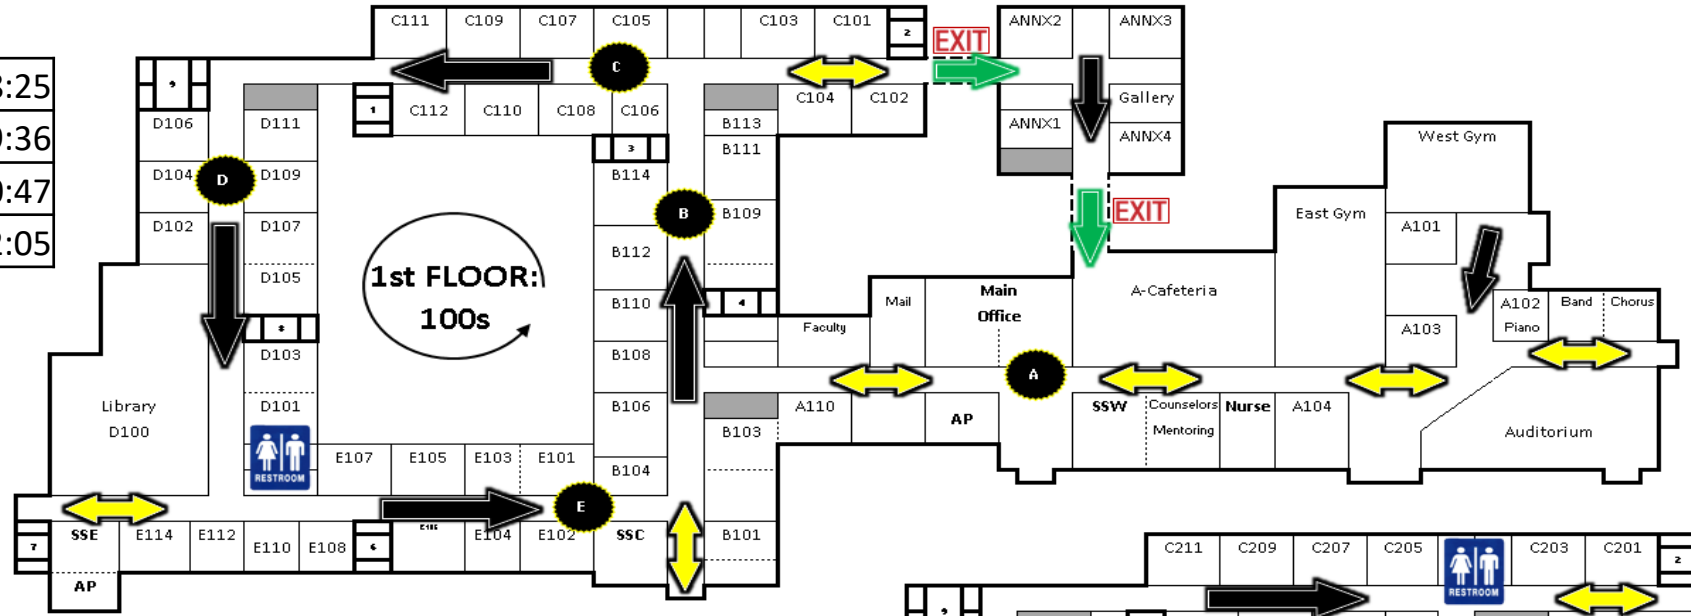 C111 C109 C107 C105 C103 C101 2
ANNX2 ANNX3
EXIT
C
:25
9
1 C112 C110 C108 C106 C104 C102
Gallery
D106 D111 B113 ANNX1 ANNX4
:36
West Gym
3 B111
D104 D D109 B114
:47
B B109 EXIT East Gym
D102 D107 A101
:05
B112
1st FLOOR:
100s
D105 B110 4 Mail Main
Office
A-Cafeteria
A102
Piano
Band Chorus
8 Faculty A103
D103 B108
A
Library
D100
D101 B106 A110 AP SSW Counselors
Mentoring
Nurse A104
B103 Auditorium
RESTROOM
E107 E105 E103 E101 B104
E
7 SSE E114 E112 E110 E108 6 E106 E104 E102 SSC B101
AP
C211 C209 C207 C205 C203 C201 2
RESTROOM
9